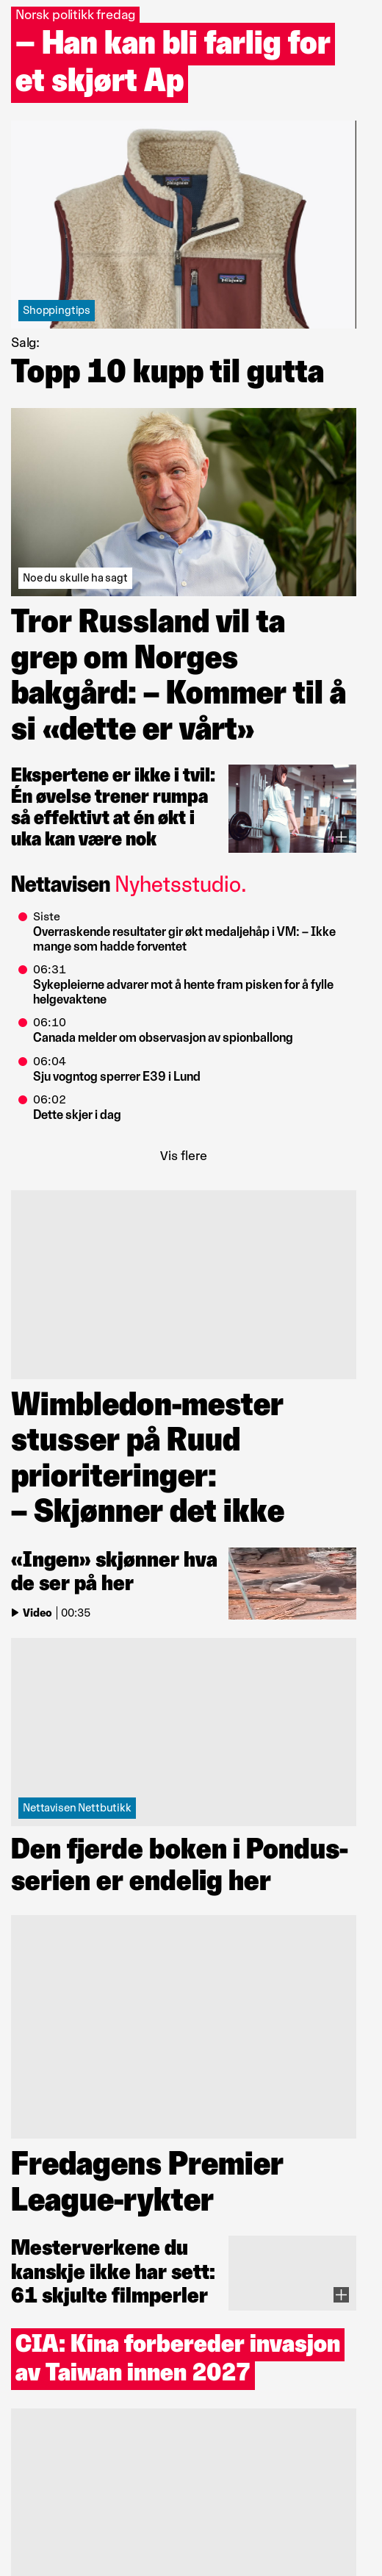 Norsk politikk fredag
– Han kan bli farlig for
et skjørt Ap
patagonia
Patagonia
Shoppingtips
Salg:
Topp 10 kupp til gutta
Noe du skulle ha sagt
Tror Russland vil ta
grep om Norges
bakgård: – Kommer til å
si «dette er vårt»
Ekspertene er ikke i tvil:
Én øvelse trener rumpa
så effektivt at én økt i
uka kan være nok
Nettavisen Nyhetsstudio.
Siste
Overraskende resultater gir økt medaljehåp i VM: – Ikke
mange som hadde forventet
06:31
Sykepleierne advarer mot å hente fram pisken for å fylle
helgevaktene
06:10
Canada melder om observasjon av spionballong
06:04
Sju vogntog sperrer E39 i Lund
06:02
Dette skjer i dag
Vis flere
Wimbledon-mester
stusser på Ruud
prioriteringer:
– Skjønner det ikke
«Ingen» skjønner hva
de ser på her
Video | 00:35
Nettavisen Nettbutikk
Den fjerde boken i Pondus-
serien er endelig her
Fredagens Premier
League-rykter
Mesterverkene du
kanskje ikke har sett:
61 skjulte filmperler
CIA: Kina forbereder invasjon
av Taiwan innen 2027